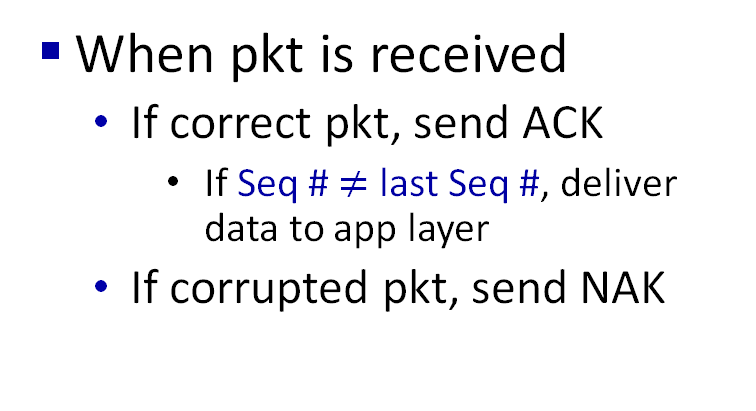 When pkt is received
If correct pkt, send ACK
If Seq # ≠ last Seq #, deliver
data to app layer
If corrupted pkt, send NAK